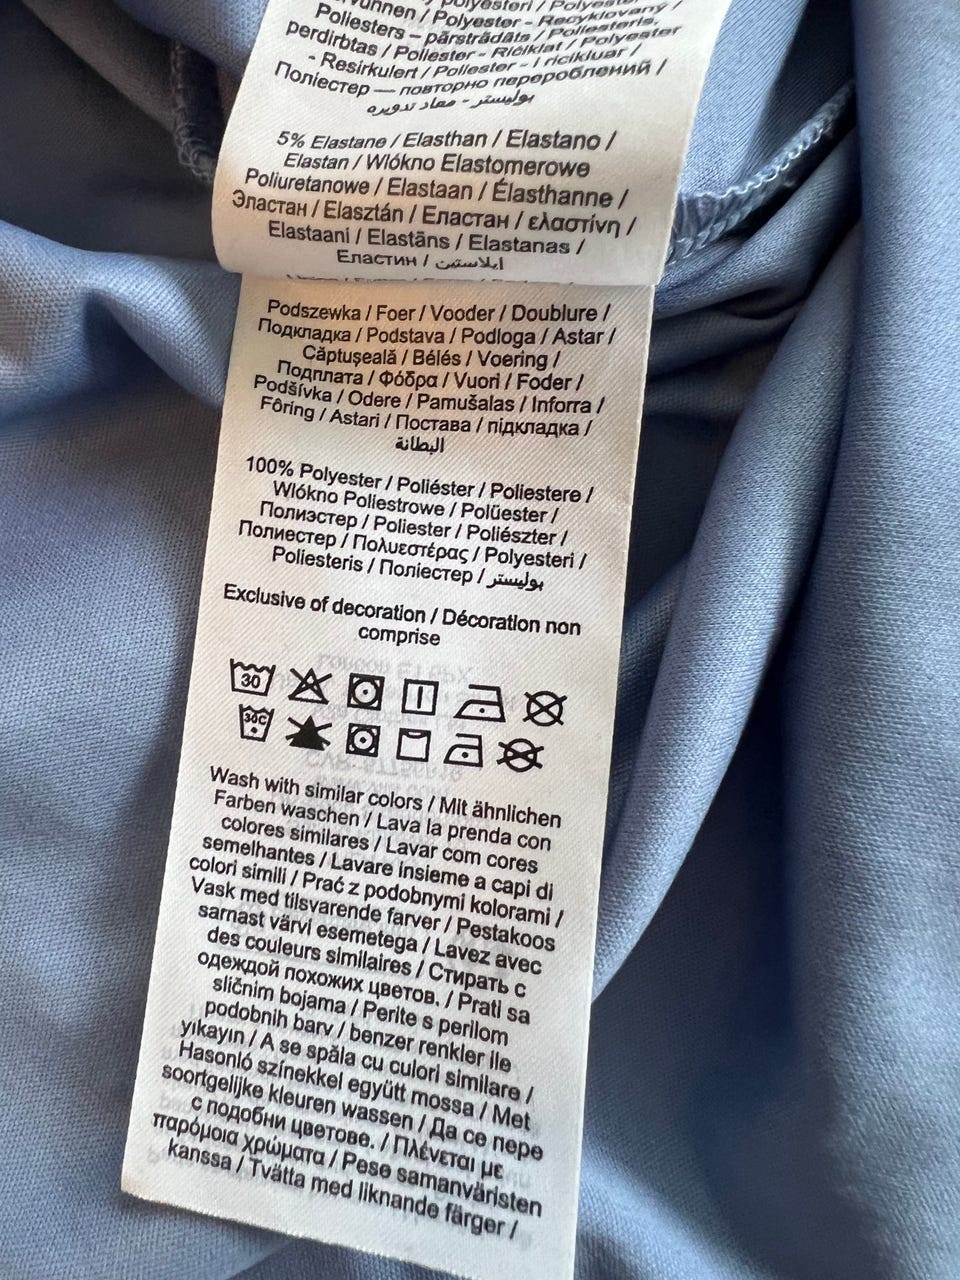 / Polyester /
/ Polyester - Recyklovaný /
Poliesters - pārstrādāts / Poliesteris,
perdirbtas / Poliester - Riċiklat / Polyester
- Resirkulert / Poliester - I ricikluar /
Поліестер — повторно перероблений /
بوليستر - معاد تدويره
5% Elastane / Elasthan / Elastano /
Elastan / Wlókno Elastomerowe
Poliuretanowe / Elastaan / Élasthanne /
Эластан / Elasztán / Еластан / ελαστίνη /
Elastaani / Elastāns / Elastanas /
Еластин / ايلاستين
Podszewka / Foer / Vooder / Doublure /
Подкладка / Podstava / Podloga / Astar /
Căptușeală / Bélés / Voering /
Подплата / Φόδρα / Vuori / Foder /
Podšívka / Odere / Pamušalas / Inforra /
Fôring / Astari / Постава / підкладка /
البطانة
100% Polyester / Poliéster / Poliestere /
Wlókno Poliestrowe / Polüester /
Полиэстер / Poliester / Poliészter /
Полиестер / Πολυεστέρας / Polyesteri /
Poliesteris / Поліестер / بوليستر
Exclusive of decoration / Décoration non
comprise
30
30C
Wash with similar colors / Mit ähnlichen
Farben waschen / Lava la prenda con
colores similares / Lavar com cores
semelhantes / Lavare insieme a capi di
colori simili / Prać z podobnymi kolorami /
Vask med tilsvarende farver / Pestakoos
sarnast värvi esemetega / Lavez avec
des couleurs similaires / Стирать с
одеждой похожих цветов. / Prati sa
sličnim bojama / Perite s perilom
podobnih barv / benzer renkler ile
yıkayın / A se spăla cu culori similare /
Hasonló színekkel együtt mossa / Met
soortgelijke kleuren wassen / Да се пере
с подобни цветове. / Πλένεται με
παρόμοια χρώματα / Pese samanväristen
kanssa / Tvätta med liknande färger /